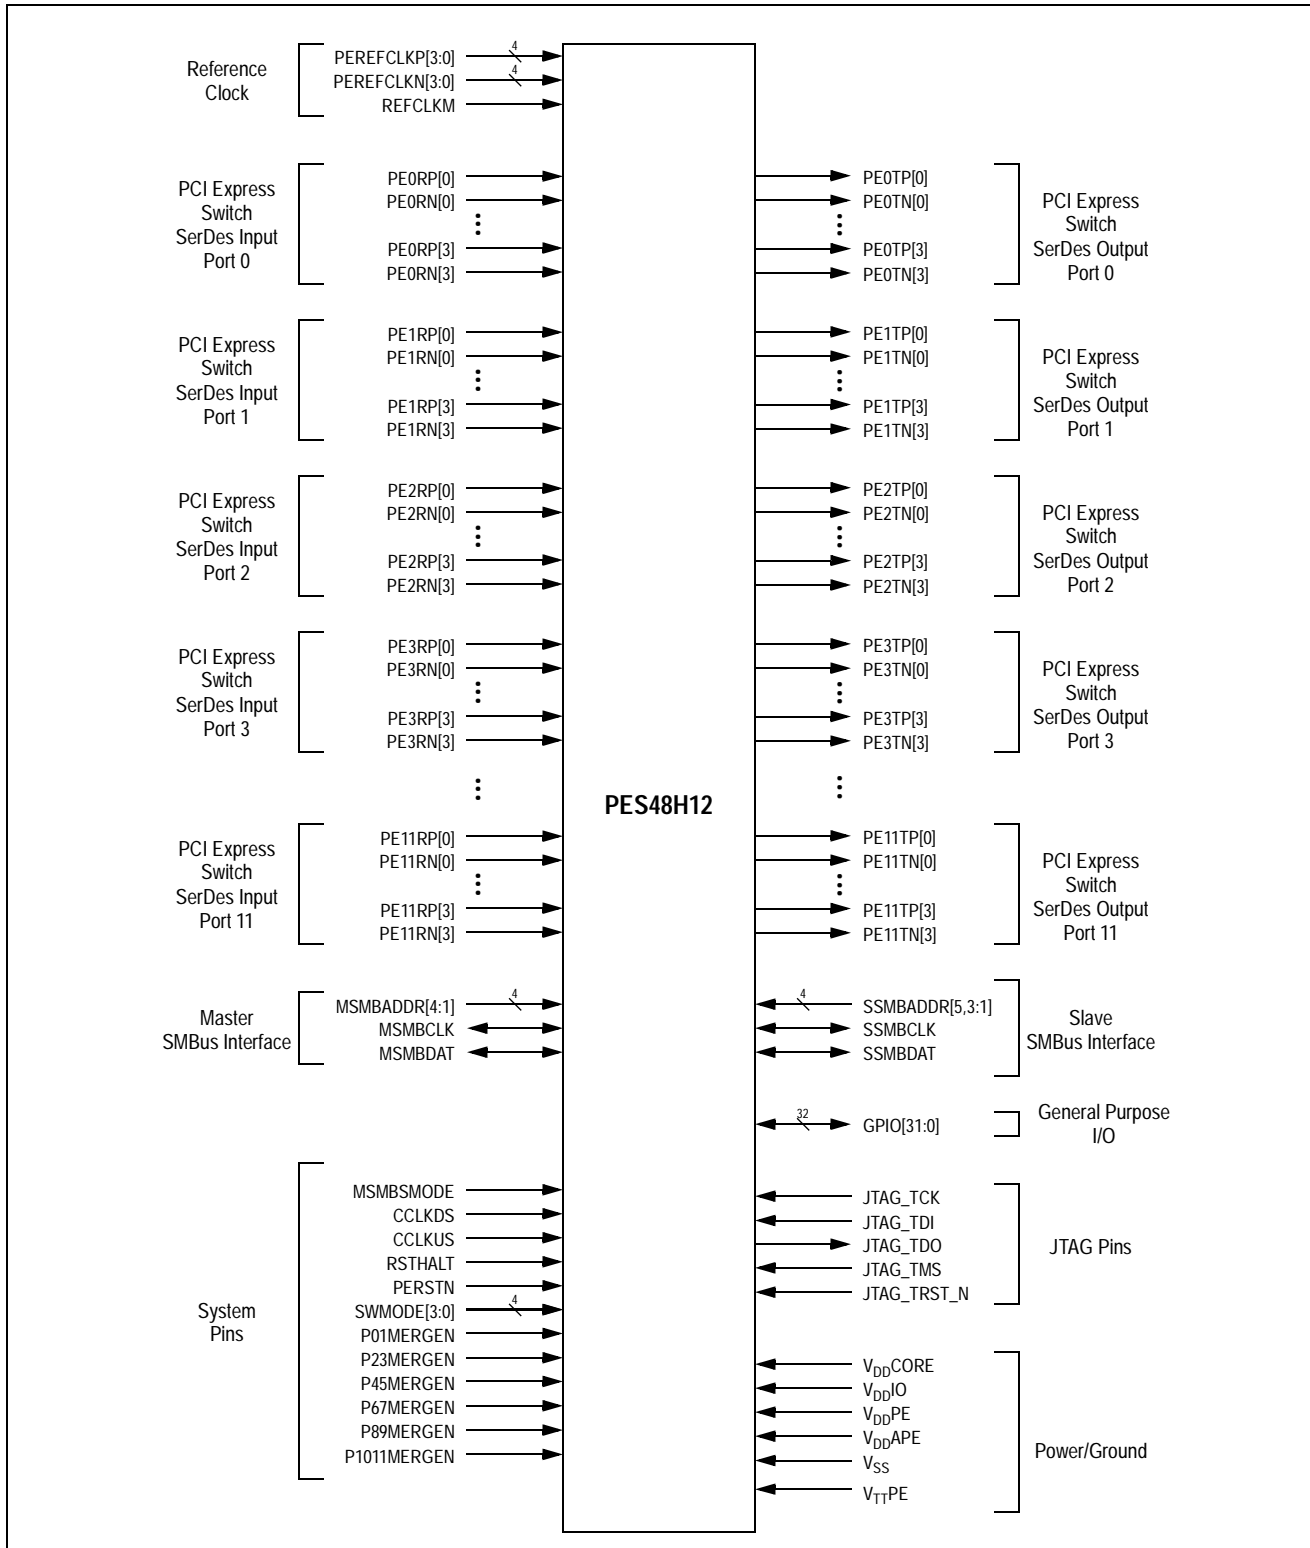 Reference
Clock
PEREFCLKP[3:0]
4
PEREFCLKN[3:0]
4
REFCLKM
PCI Express
Switch
SerDes Input
Port 0
PE0RP[0]
PE0RN[0]
PE0RP[3]
PE0RN[3]
PE0TP[0]
PE0TN[0]
PE0TP[3]
PE0TN[3]
PCI Express
Switch
SerDes Output
Port 0
PCI Express
Switch
SerDes Input
Port 1
PE1RP[0]
PE1RN[0]
PE1RP[3]
PE1RN[3]
PE1TP[0]
PE1TN[0]
PE1TP[3]
PE1TN[3]
PCI Express
Switch
SerDes Output
Port 1
PCI Express
Switch
SerDes Input
Port 2
PE2RP[0]
PE2RN[0]
PE2RP[3]
PE2RN[3]
PE2TP[0]
PE2TN[0]
PE2TP[3]
PE2TN[3]
PCI Express
Switch
SerDes Output
Port 2
PCI Express
Switch
SerDes Input
Port 3
PE3RP[0]
PE3RN[0]
PE3RP[3]
PE3RN[3]
PE3TP[0]
PE3TN[0]
PE3TP[3]
PE3TN[3]
PCI Express
Switch
SerDes Output
Port 3
PES48H12
PCI Express
Switch
SerDes Input
Port 11
PE11RP[0]
PE11RN[0]
PE11RP[3]
PE11RN[3]
PE11TP[0]
PE11TN[0]
PE11TP[3]
PE11TN[3]
PCI Express
Switch
SerDes Output
Port 11
Master
SMBus Interface
MSMBADDR[4:1]
4
MSMBCLK
MSMBDAT
4
SSMBADDR[5,3:1]
SSMBCLK
SSMBDAT
Slave
SMBus Interface
32
GPIO[31:0]
General Purpose
I/O
System
Pins
MSMBSMODE
CCLKDS
CCLKUS
RSTHALT
PERSTN
SWMODE[3:0]
4
P01MERGEN
P23MERGEN
P45MERGEN
P67MERGEN
P89MERGEN
P1011MERGEN
JTAG_TCK
JTAG_TDI
JTAG_TDO
JTAG_TMS
JTAG_TRST_N
JTAG Pins
VDDCORE
VDDIO
VDDPE
VDDAPE
VSS
VTTPE
Power/Ground